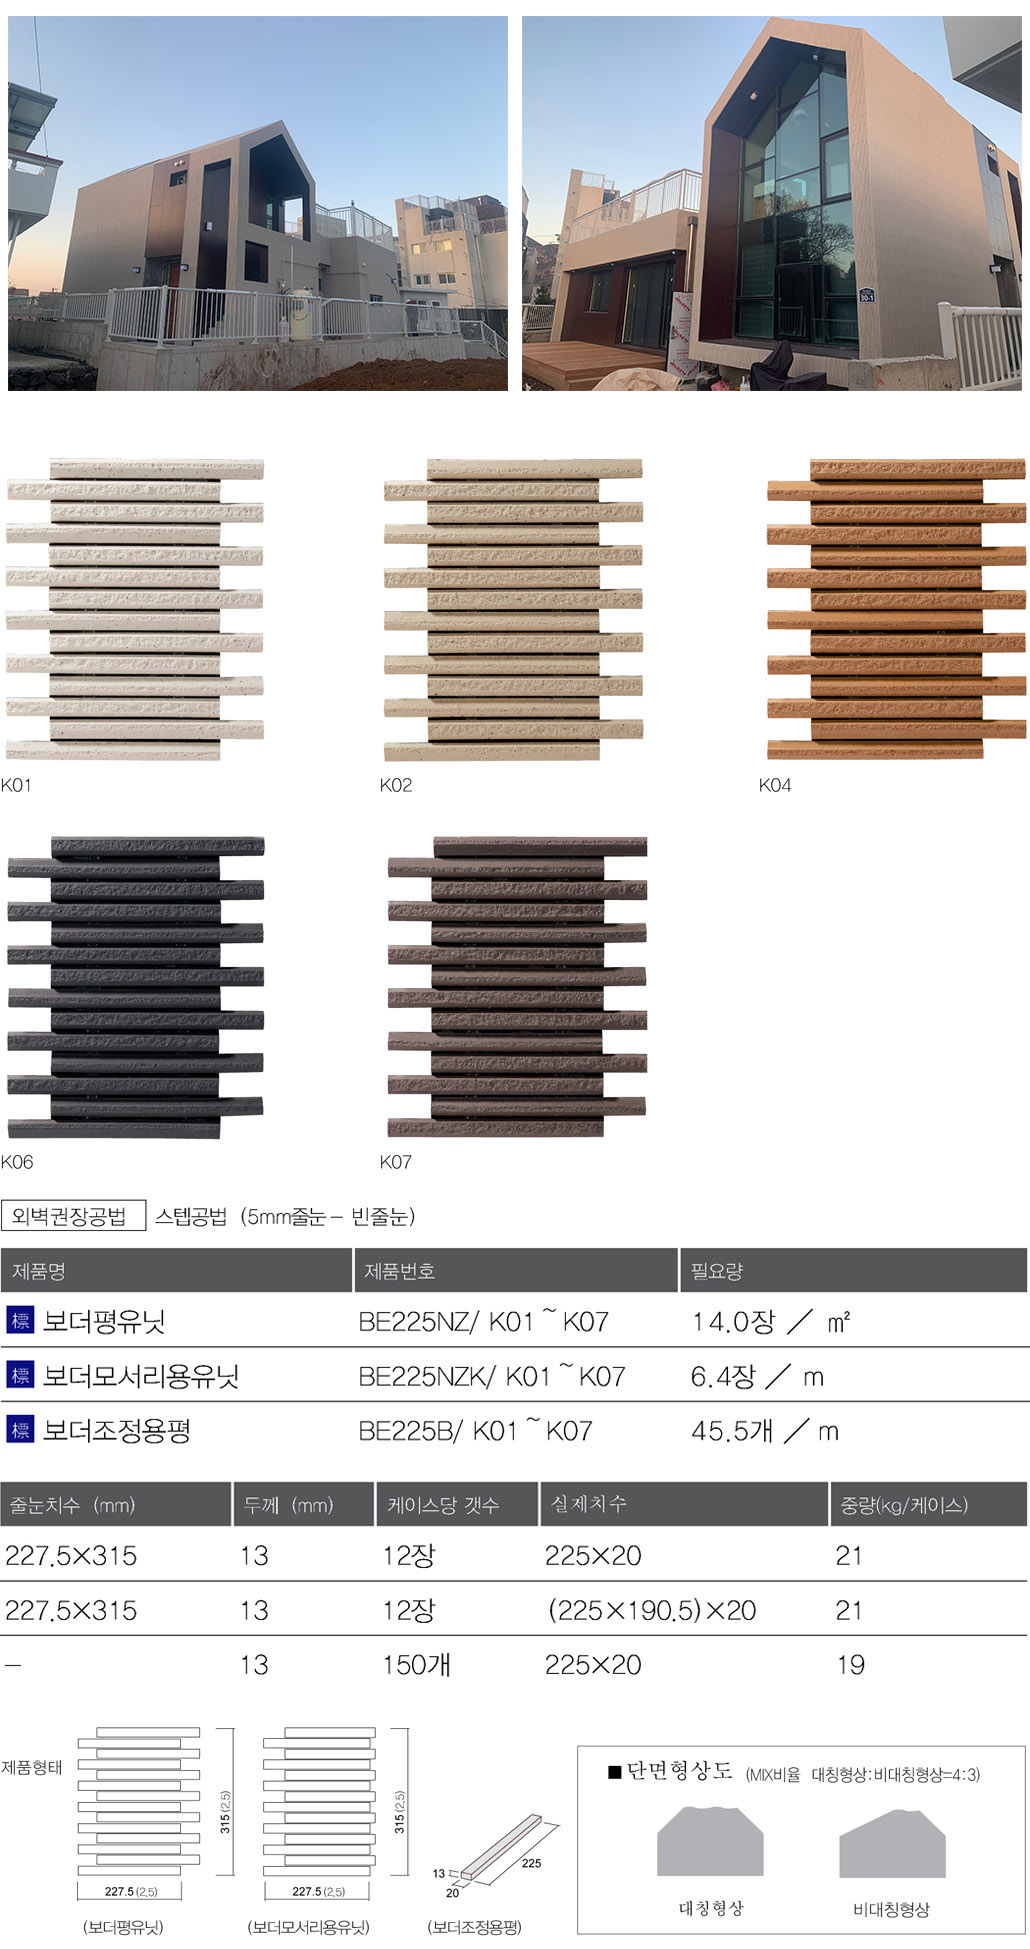 30-1
K01
K02
K04
K06
K07
외벽권장공법 스텝공법 (5mm줄눈- 빈줄눈)
제품명 제품번호 필요량
標 보더평유닛 BE225NZ/ K01~K07 14.0장 / ㎡
標 보더모서리용유닛 BE225NZK/ K01~K07 6.4장 / m
標 보더조정용평 BE225B/ K01~K07 45.5개 / m
줄눈치수 (mm) 두께 (mm) 케이스당 갯수 실제치수 중량(kg/케이스)
227.5×315 13 12장 225×20 21
227.5×315 13 12장 (225×190.5)×20 21
- 13 150개 225×20 19
제품형태
315 (2.5)
227.5 (2.5)
(보더평유닛)
315 (2.5)
227.5 (2.5)
(보더모서리용유닛)
13
20
225
(보더조정용평)
■단면형상도 (MIX비율 대칭형상:비대칭형상=4:3)
대칭형상
비대칭형상